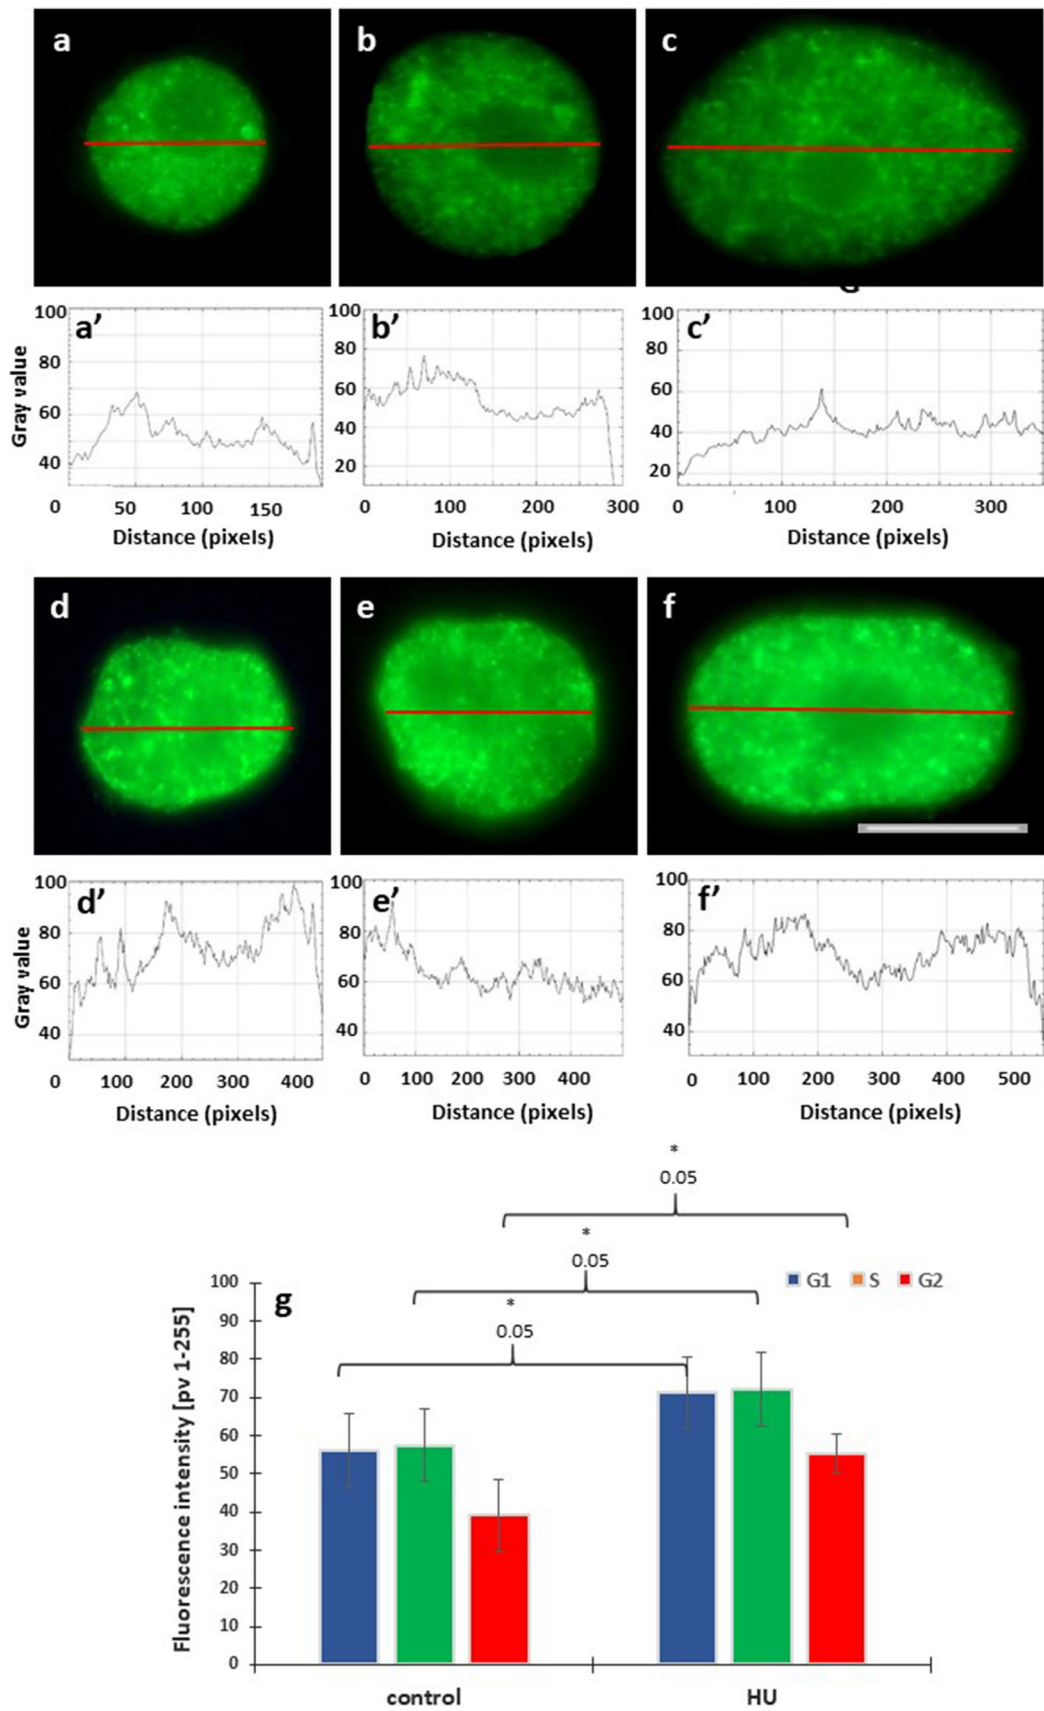 a b c
G
a’ b’ c’
100 100 100
80 80 80
60 60 60
40 40 40
20 20
Gray value
0 50 100 150
0 100 200 300
0 100 200 300
Distance (pixels) Distance (pixels) Distance (pixels)
d e f
d’ e’ f’
100 100 100
80 80 80
60 60 60
40 40 40
Gray value
0 100 200 300 400
0 100 200 300 400
0 100 200 300 400 500
Distance (pixels) Distance (pixels) Distance (pixels)
*
0.05
*
0.05
*
0.05
g
G1 S G2
Fluorescence intensity [pv 1-255]
100
90
80
70
60
50
40
30
20
10
0
control HU